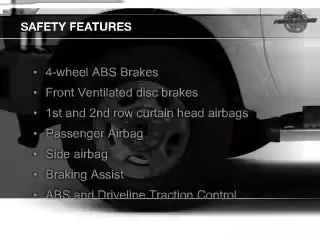 SAFETY FEATURES
• 4-wheel ABS Brakes
• Front Ventilated disc brakes
• 1st and 2nd row curtain head airbags
• Passenger Airbag
• Side airbag
• Braking Assist
• ABS and Driveline Traction Control